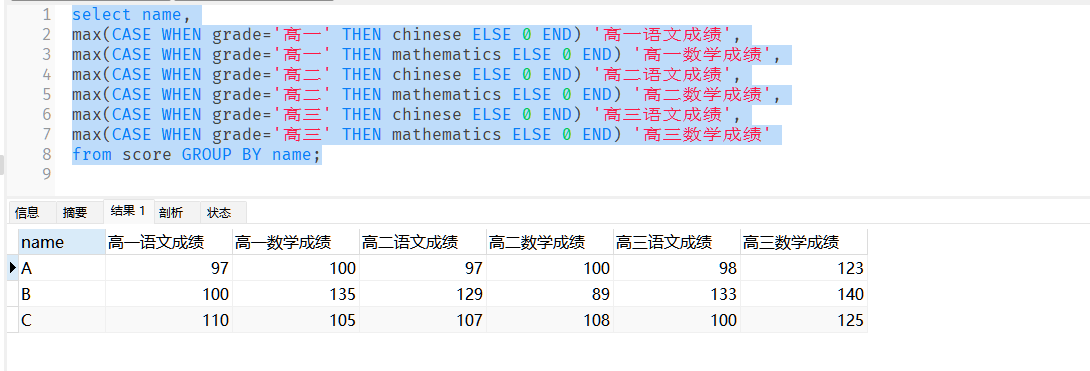 1 select name,
2 max(CASE WHEN grade='高一' THEN chinese ELSE 0 END) '高一语文成绩',
3 max(CASE WHEN grade='高一' THEN mathematics ELSE 0 END) '高一数学成绩',
4 max(CASE WHEN grade='高二' THEN chinese ELSE 0 END) '高二语文成绩',
5 max(CASE WHEN grade='高二' THEN mathematics ELSE 0 END) '高二数学成绩',
6 max(CASE WHEN grade='高三' THEN chinese ELSE 0 END) '高三语文成绩',
7 max(CASE WHEN grade='高三' THEN mathematics ELSE 0 END) '高三数学成绩'
8 from score GROUP BY name;
9
信息 摘要 结果 1 剖析 状态
name 高一语文成绩 高一数学成绩 高二语文成绩 高二数学成绩 高三语文成绩 高三数学成绩
A 97 100 97 100 98 123
B 100 135 129 89 133 140
C 110 105 107 108 100 125